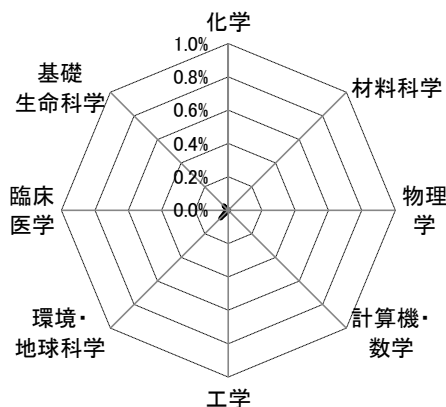 化学
1.0%
0.8%
0.6%
0.4%
0.2%
0.0%
材料科学
物理
学
計算機・
数学
工学
環境・
地球科学
臨床
医学
基礎
生命科学